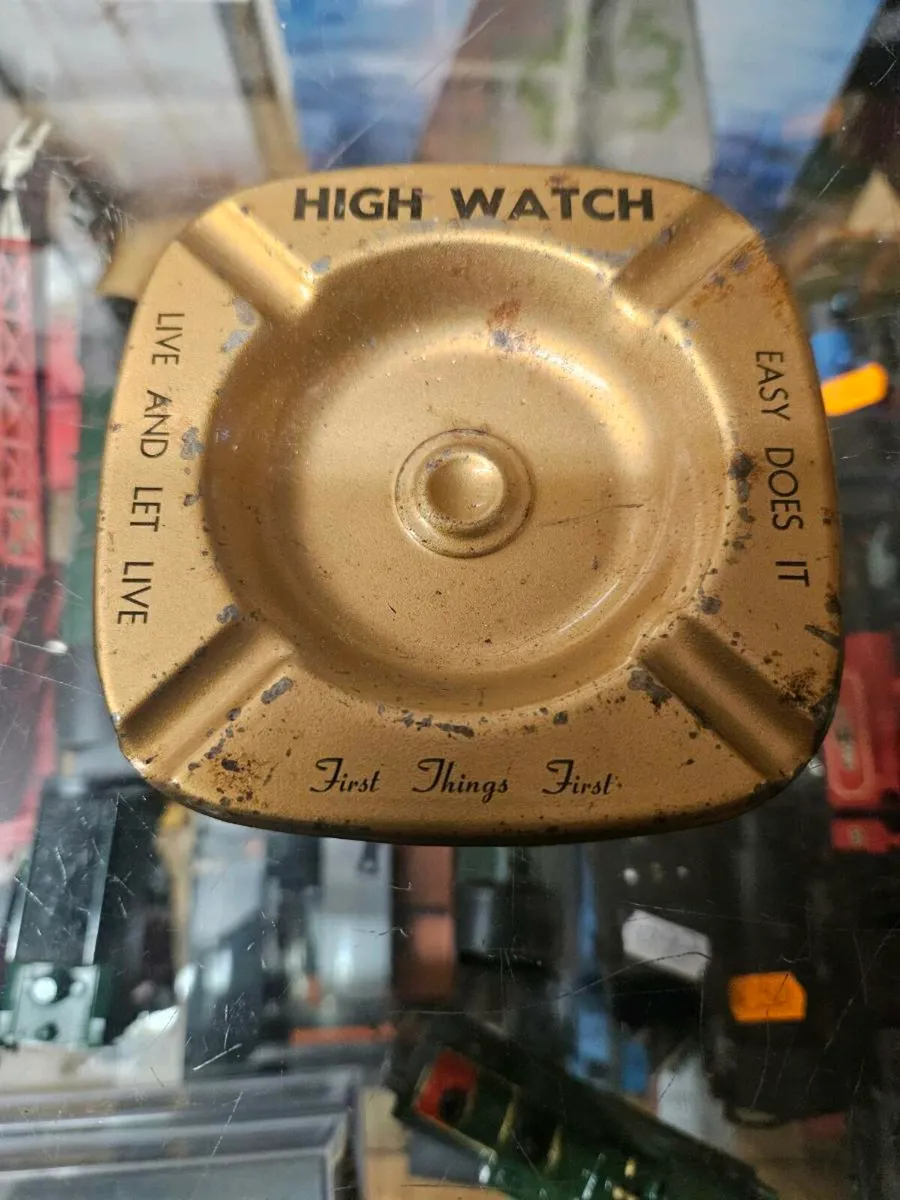 HIGH WATCH
LIVE AND LET LIVE
EASY DOES IT
First Things First